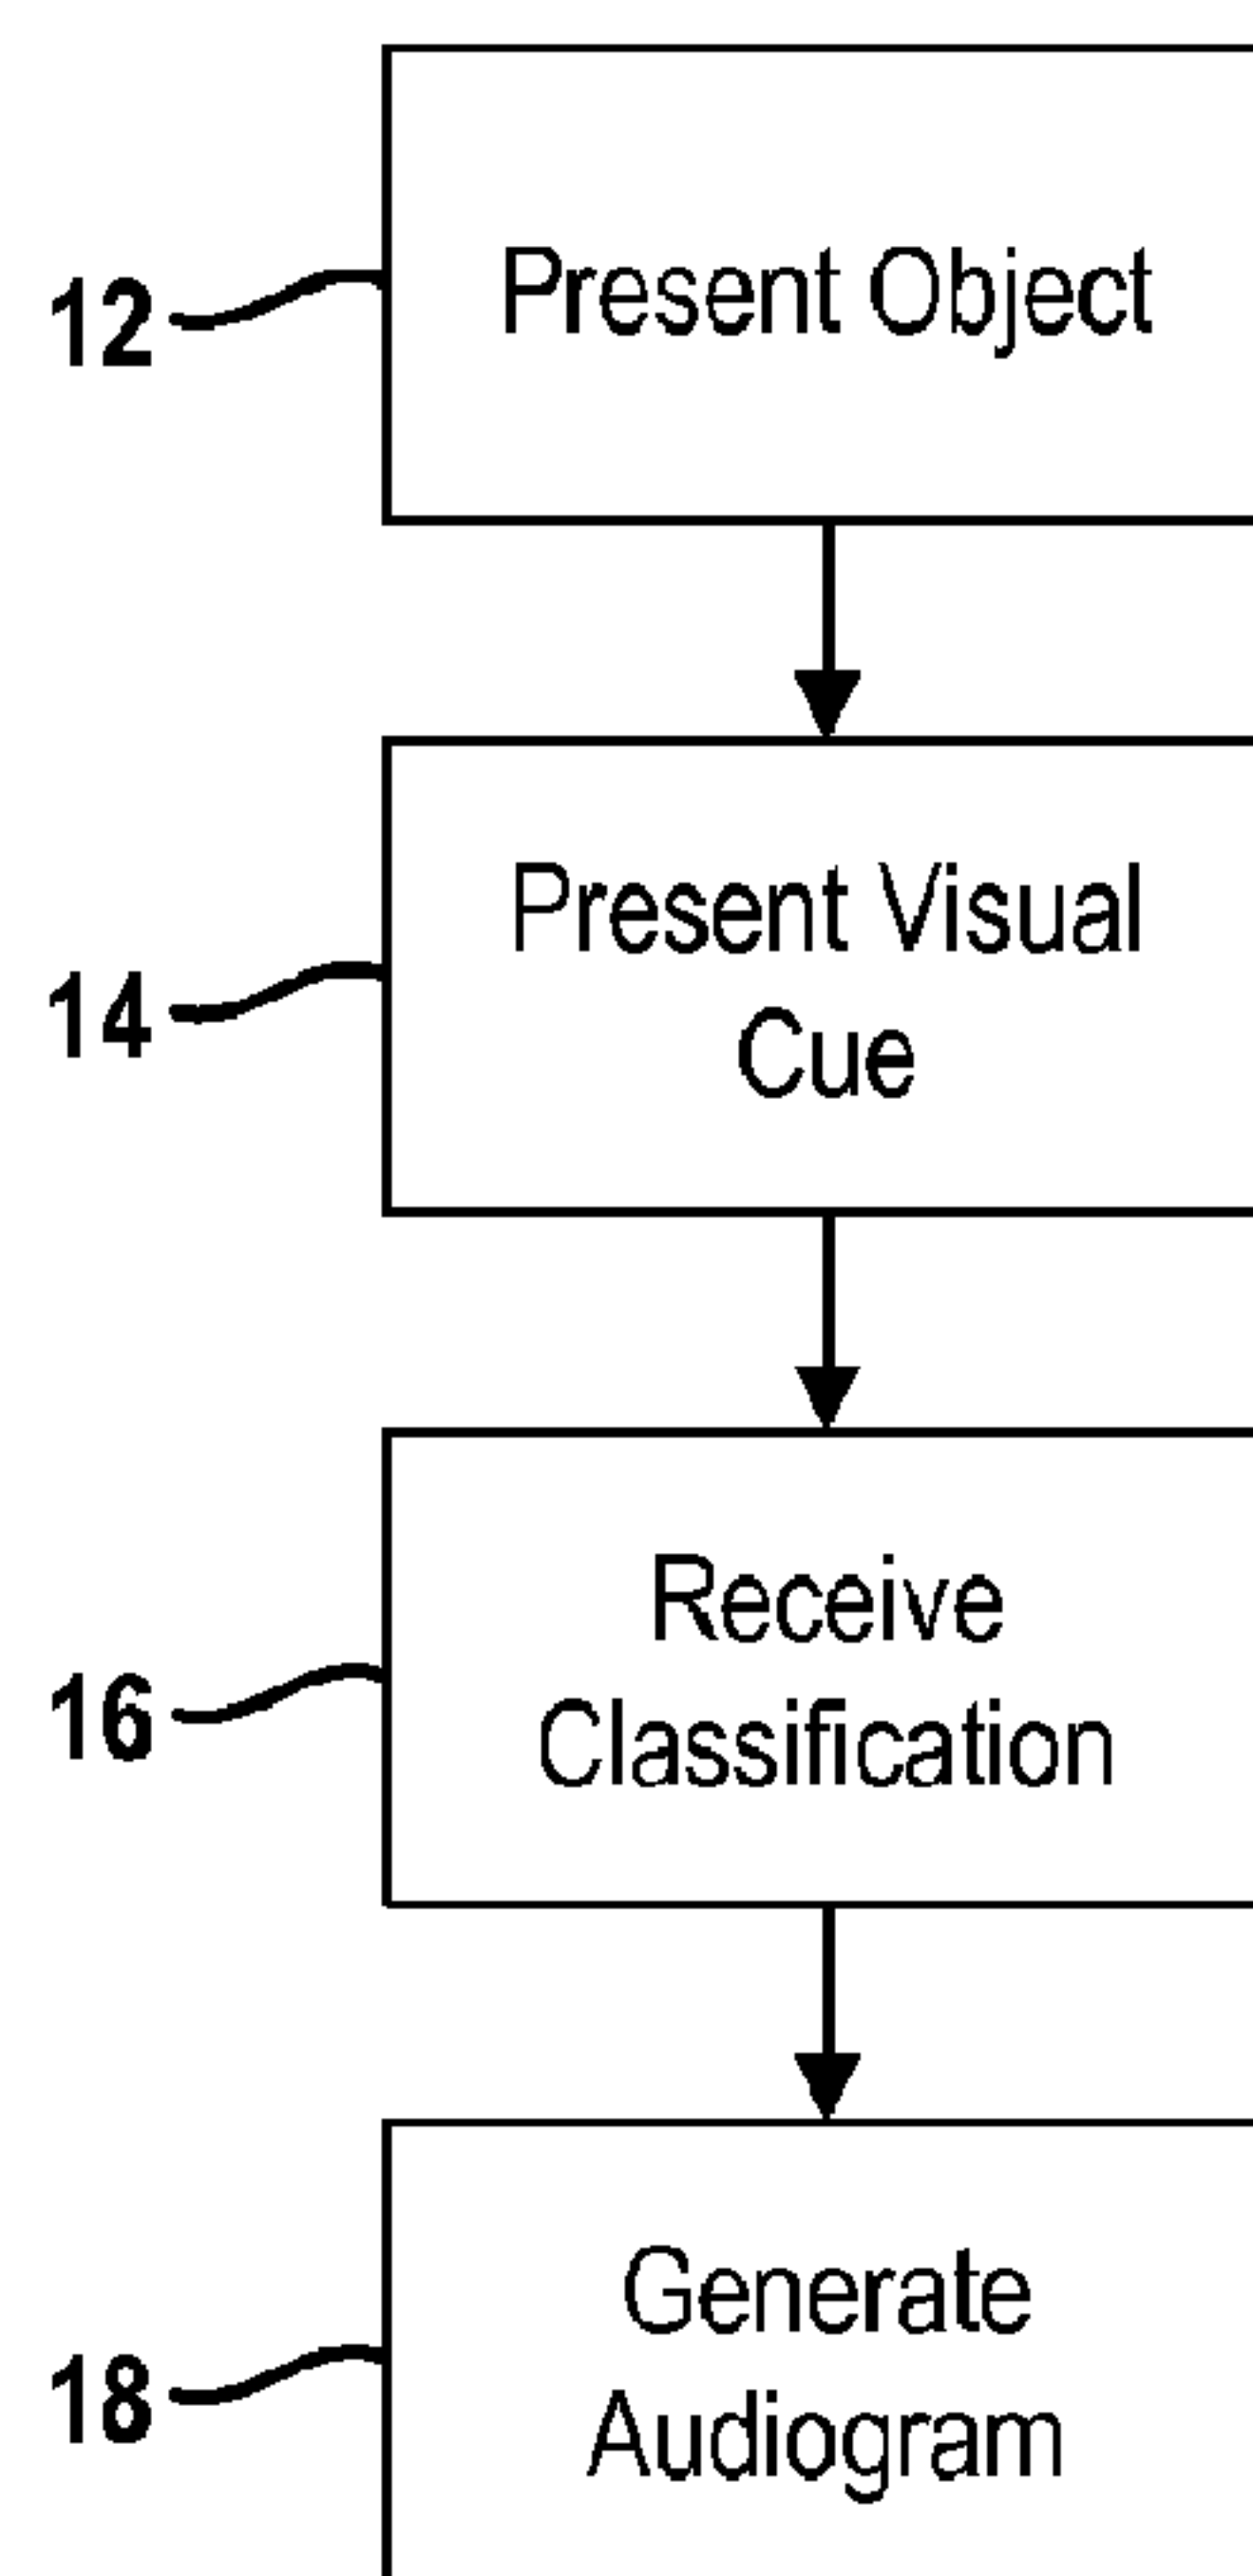 12
Present Object
14
Present Visual
Cue
16
Receive
Classification
18
Generate
Audiogram